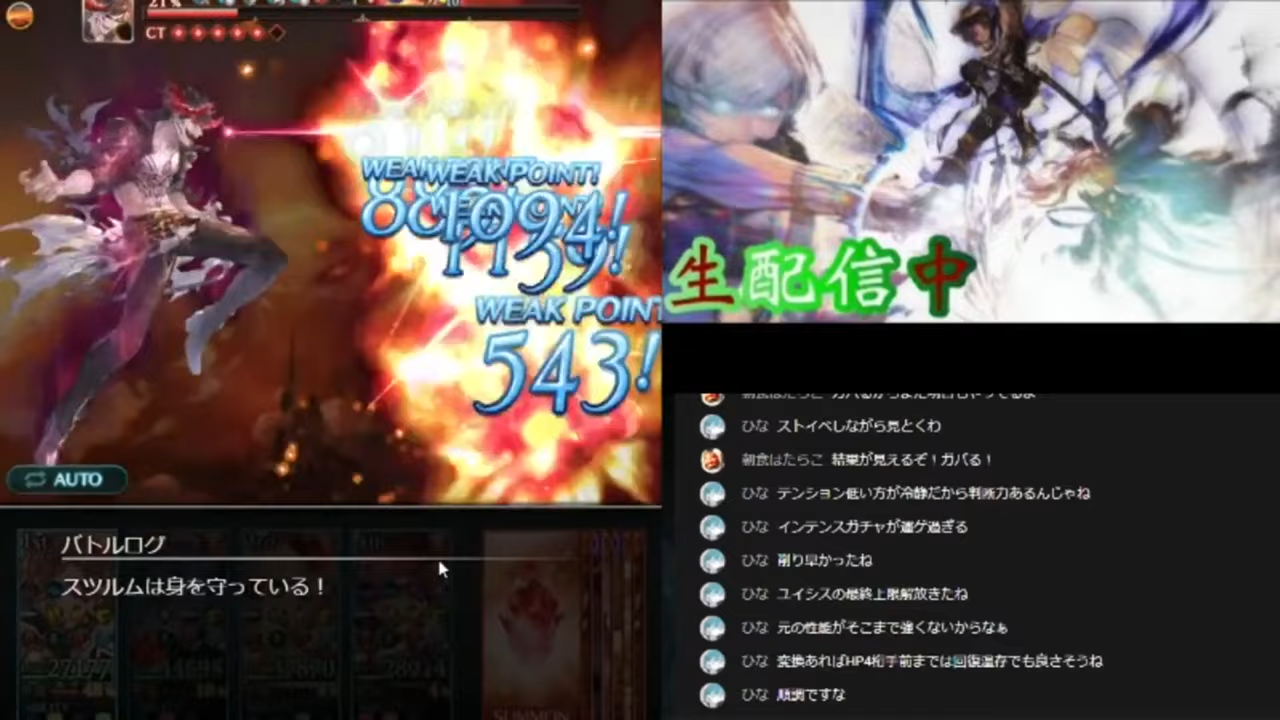 21%
CT
WEAK POINT!
1094!
1139!
WEAK POINT
543!
AUTO
バトルログ
スツルムは身を守っている！
27177
生配信中
ひな ストイベしながら見とくわ
朝食はたらこ 結果が見えるぞ！ガバる！
ひな テンション低い方が冷静だから判断力あるんじゃね
ひな インテンスガチャが運ゲ過ぎる
ひな 削り早かったね
ひな ユイシスの最終上限解放きたね
ひな 元の性能がそこまで強くないからなぁ
ひな 変換あればHP4桁手前までは回復温存でも良さそうね
ひな 順調ですな